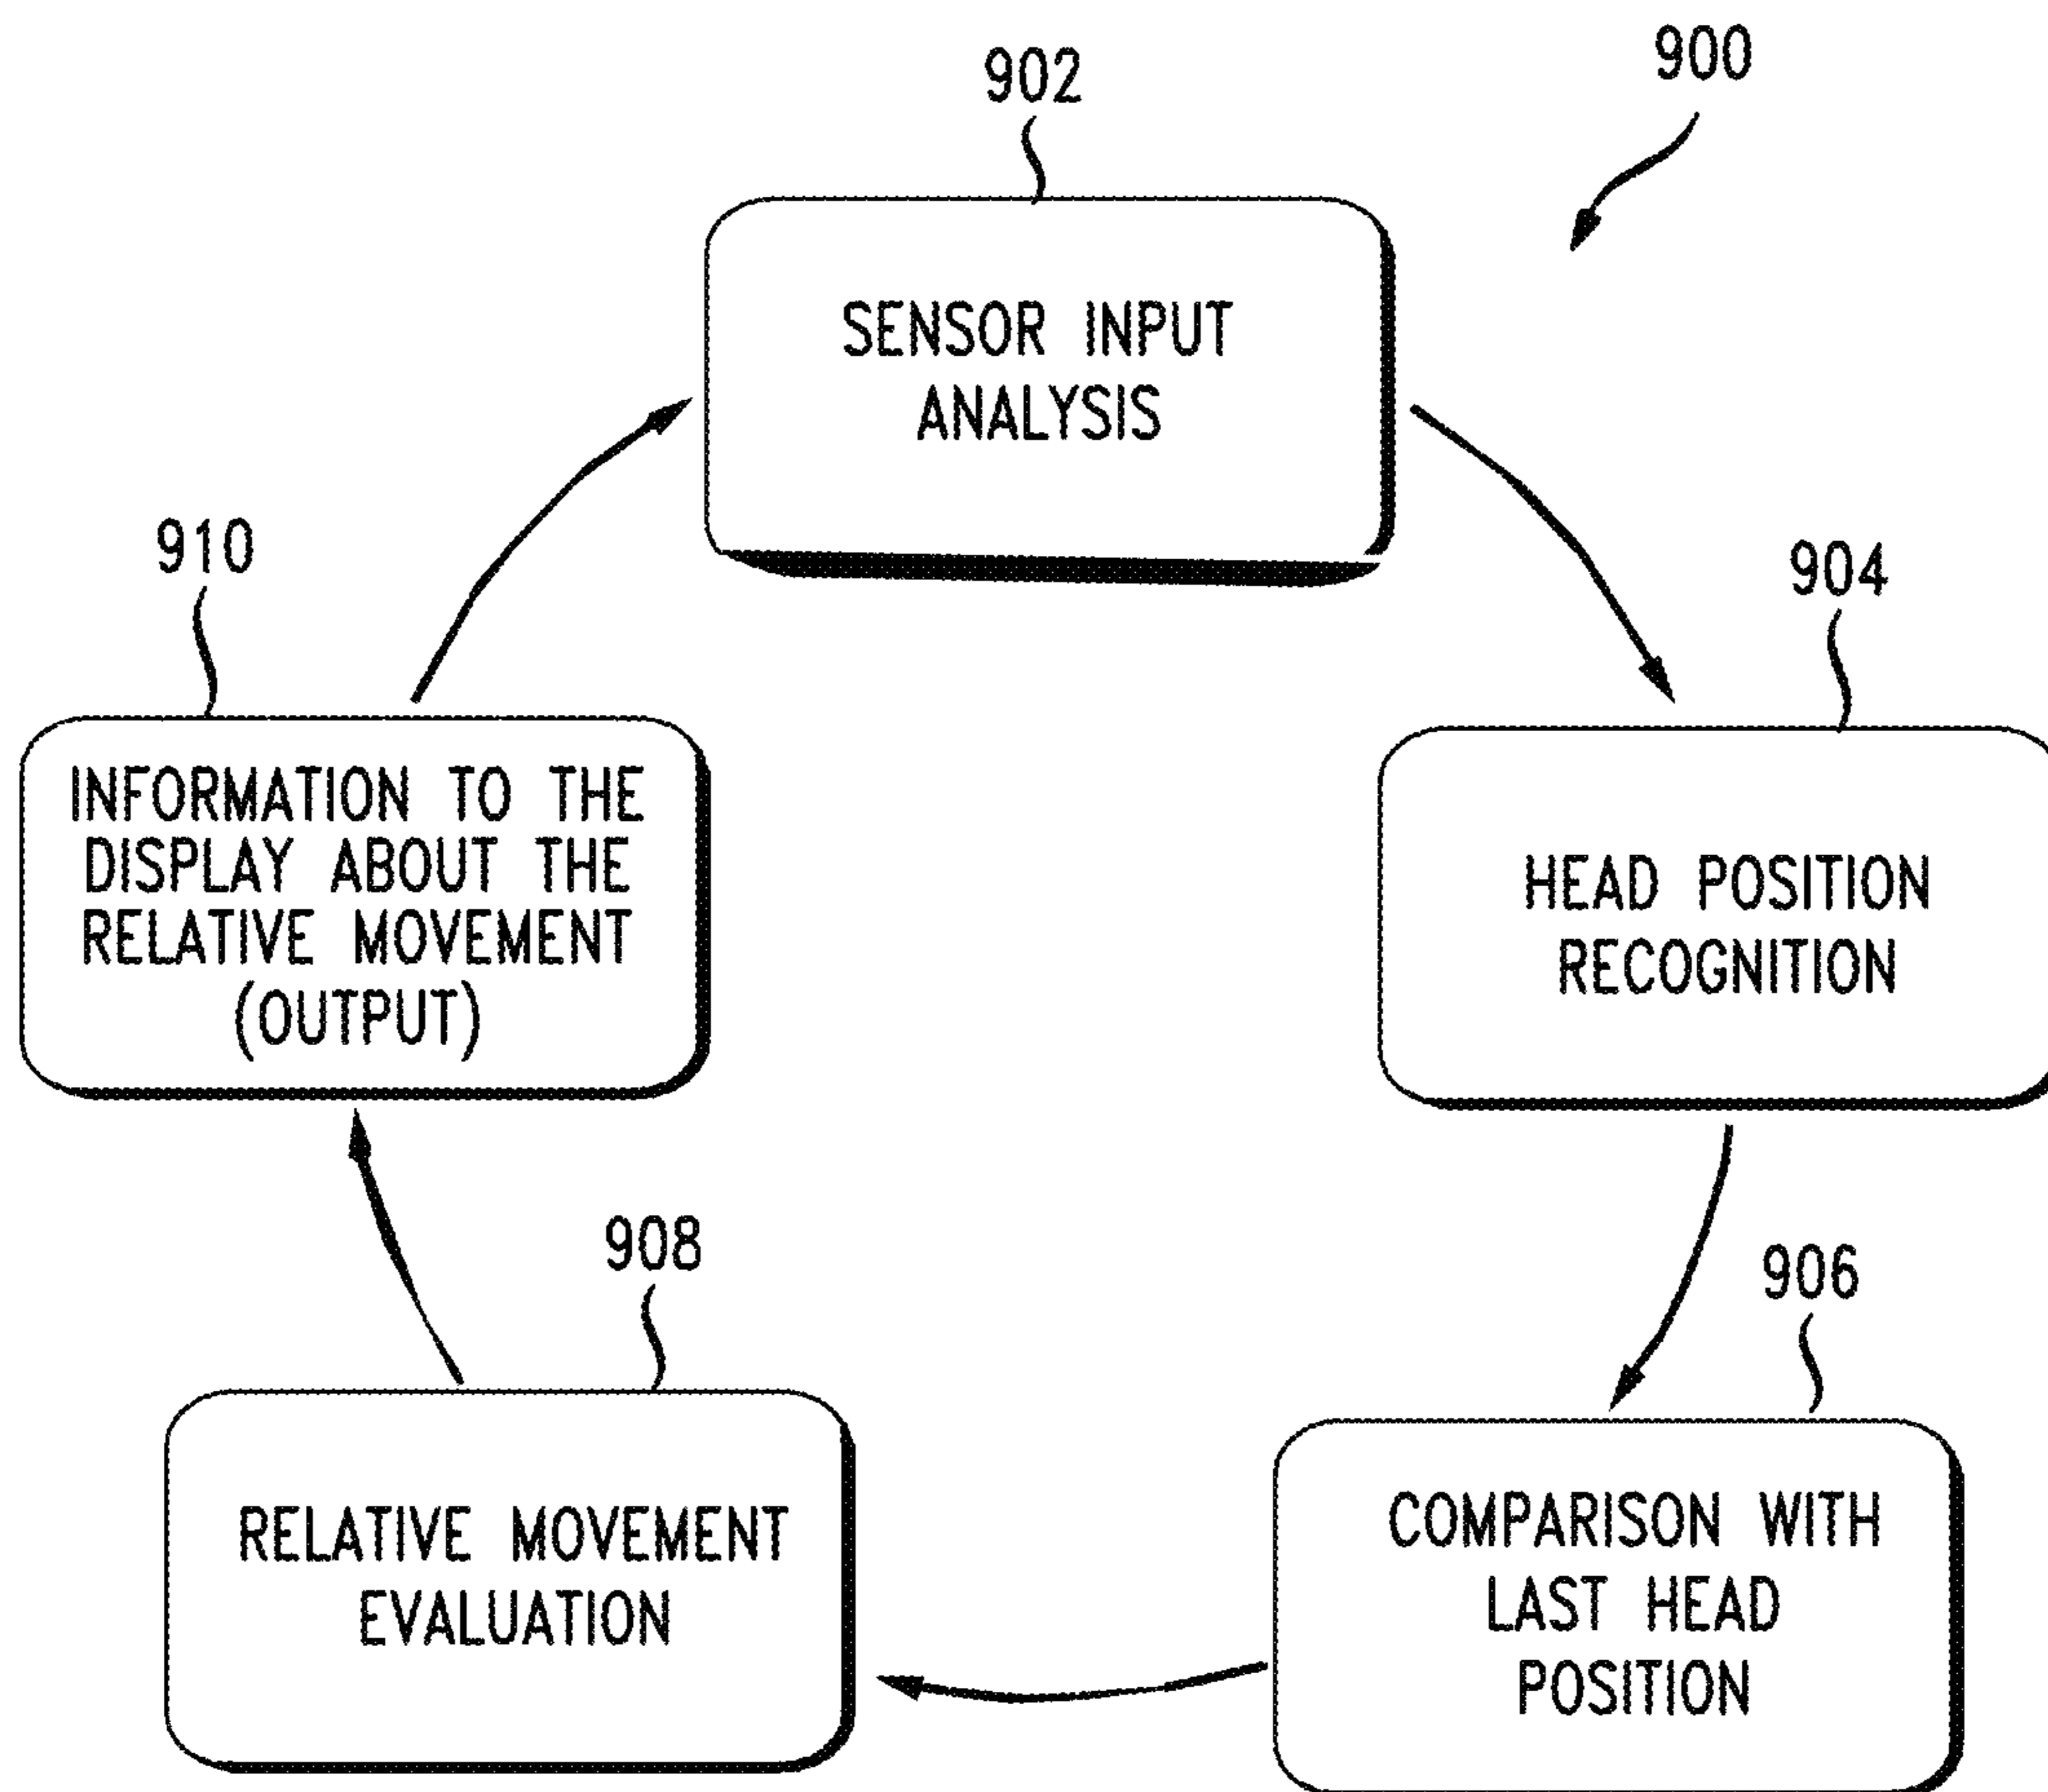 900
902
SENSOR INPUT
ANALYSIS
904
HEAD POSITION
RECOGNITION
906
COMPARISON WITH
LAST HEAD
POSITION
908
RELATIVE MOVEMENT
EVALUATION
910
INFORMATION TO THE
DISPLAY ABOUT THE
RELATIVE MOVEMENT
(OUTPUT)